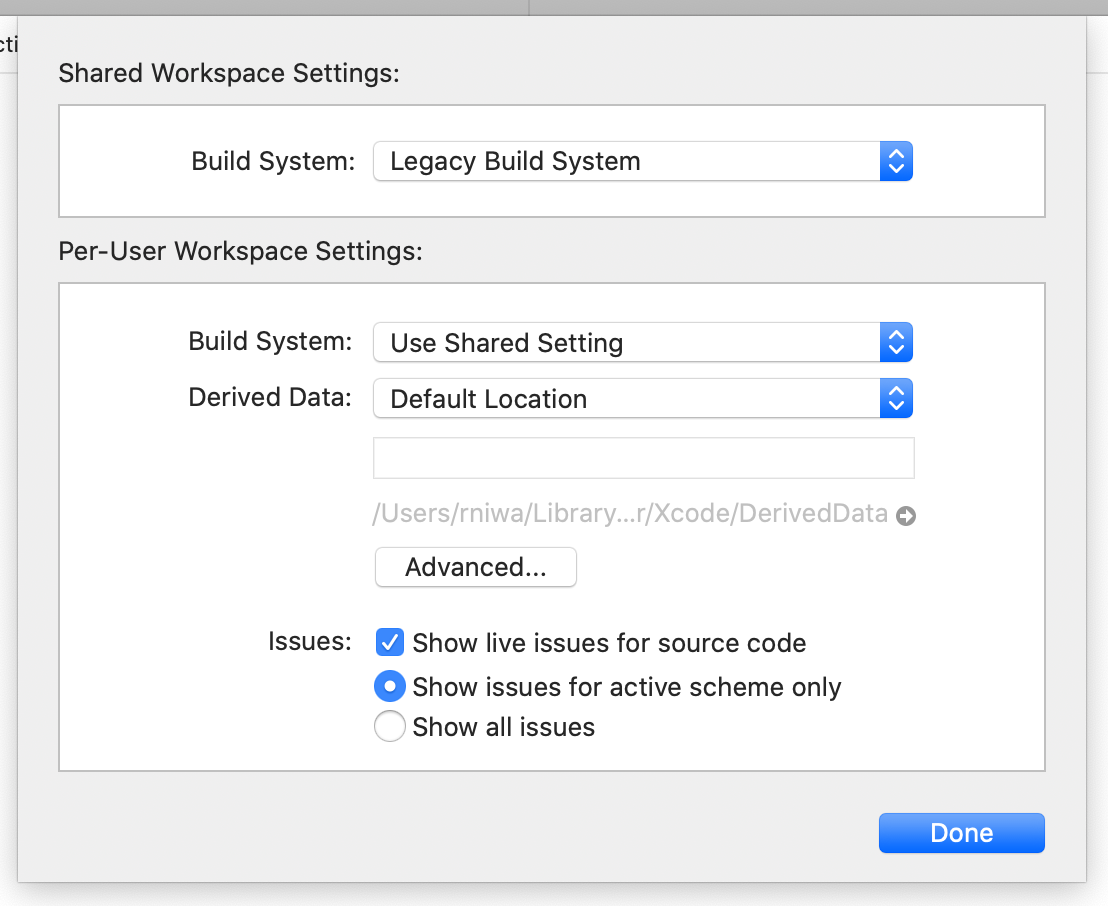 cti
Shared Workspace Settings:
Build System: Legacy Build System
Per-User Workspace Settings:
Build System: Use Shared Setting
Derived Data: Default Location
/Users/rniwa/Library...r/Xcode/DerivedData
Advanced...
Issues: Show live issues for source code
Show issues for active scheme only
Show all issues
Done